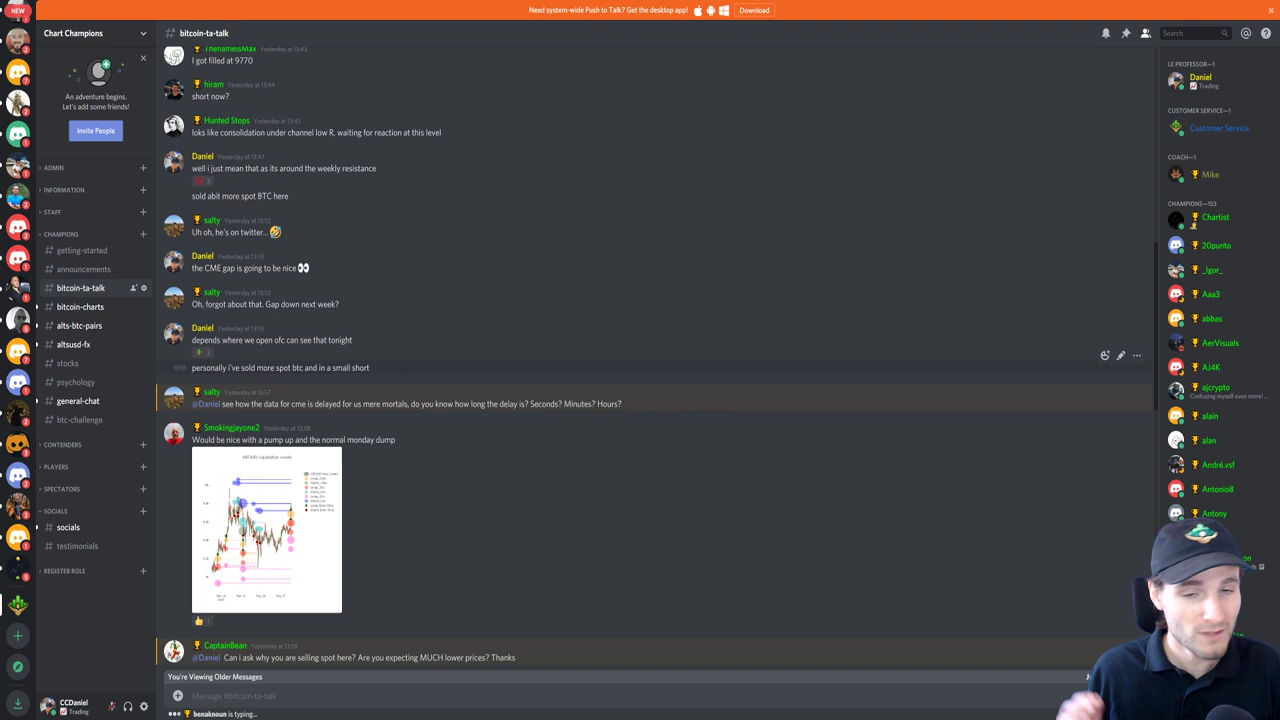 Need system-wide Push to Talk? Get the desktop app!
Download
NEW
Chart Champions
An adventure begins.
Let's add some friends!
Invite People
ADMIN
INFORMATION
STAFF
CHAMPIONS
getting-started
announcements
bitcoin-ta-talk
bitcoin-charts
alts-btc-pairs
altsusd-fx
stocks
psychology
general-chat
btc-challenge
CONTENDERS
PLAYERS
SPECTATORS
SOCIALS
socials
testimonials
REGISTER ROLE
CCDaniel
Trading
# bitcoin-ta-talk
Search
ThenameisMax Yesterday at 13:43
I got filled at 9770
hiram Yesterday at 13:44
short now?
Hunted Stops Yesterday at 13:45
loks like consolidation under channel low R, waiting for reaction at this level
Daniel Yesterday at 13:47
well i just mean that as its around the weekly resistance
sold abit more spot BTC here
salty Yesterday at 13:52
Uh oh, he's on twitter...
Daniel Yesterday at 13:53
the CME gap is going to be nice
salty Yesterday at 13:53
Oh, forgot about that. Gap down next week?
Daniel Yesterday at 13:55
depends where we open ofc can see that tonight
13:56 personally i've sold more spot btc and in a small short
salty Yesterday at 13:57
@Daniel see how the data for cme is delayed for us mere mortals, do you know how long the delay is? Seconds? Minutes? Hours?
Smokingjayone2 Yesterday at 13:58
Would be nice with a pump up and the normal monday dump
XBTUSD Liquidation Levels
CaptainBean Yesterday at 13:58
@Daniel Can i ask why you are selling spot here? Are you expecting MUCH lower prices? Thanks
You're Viewing Older Messages
Message #bitcoin-ta-talk
benaknoun is typing...
LE PROFESSOR—1
Daniel
Trading
CUSTOMER SERVICE—1
Customer Service
COACH—1
Mike
CHAMPIONS—153
Chartist
20punto
_Igor_
Aaa3
abbas
AerVisuals
AJ4K
ajcrypto
Confusing myself even more! ...
alain
alan
André.vsf
Antonio8
Antony